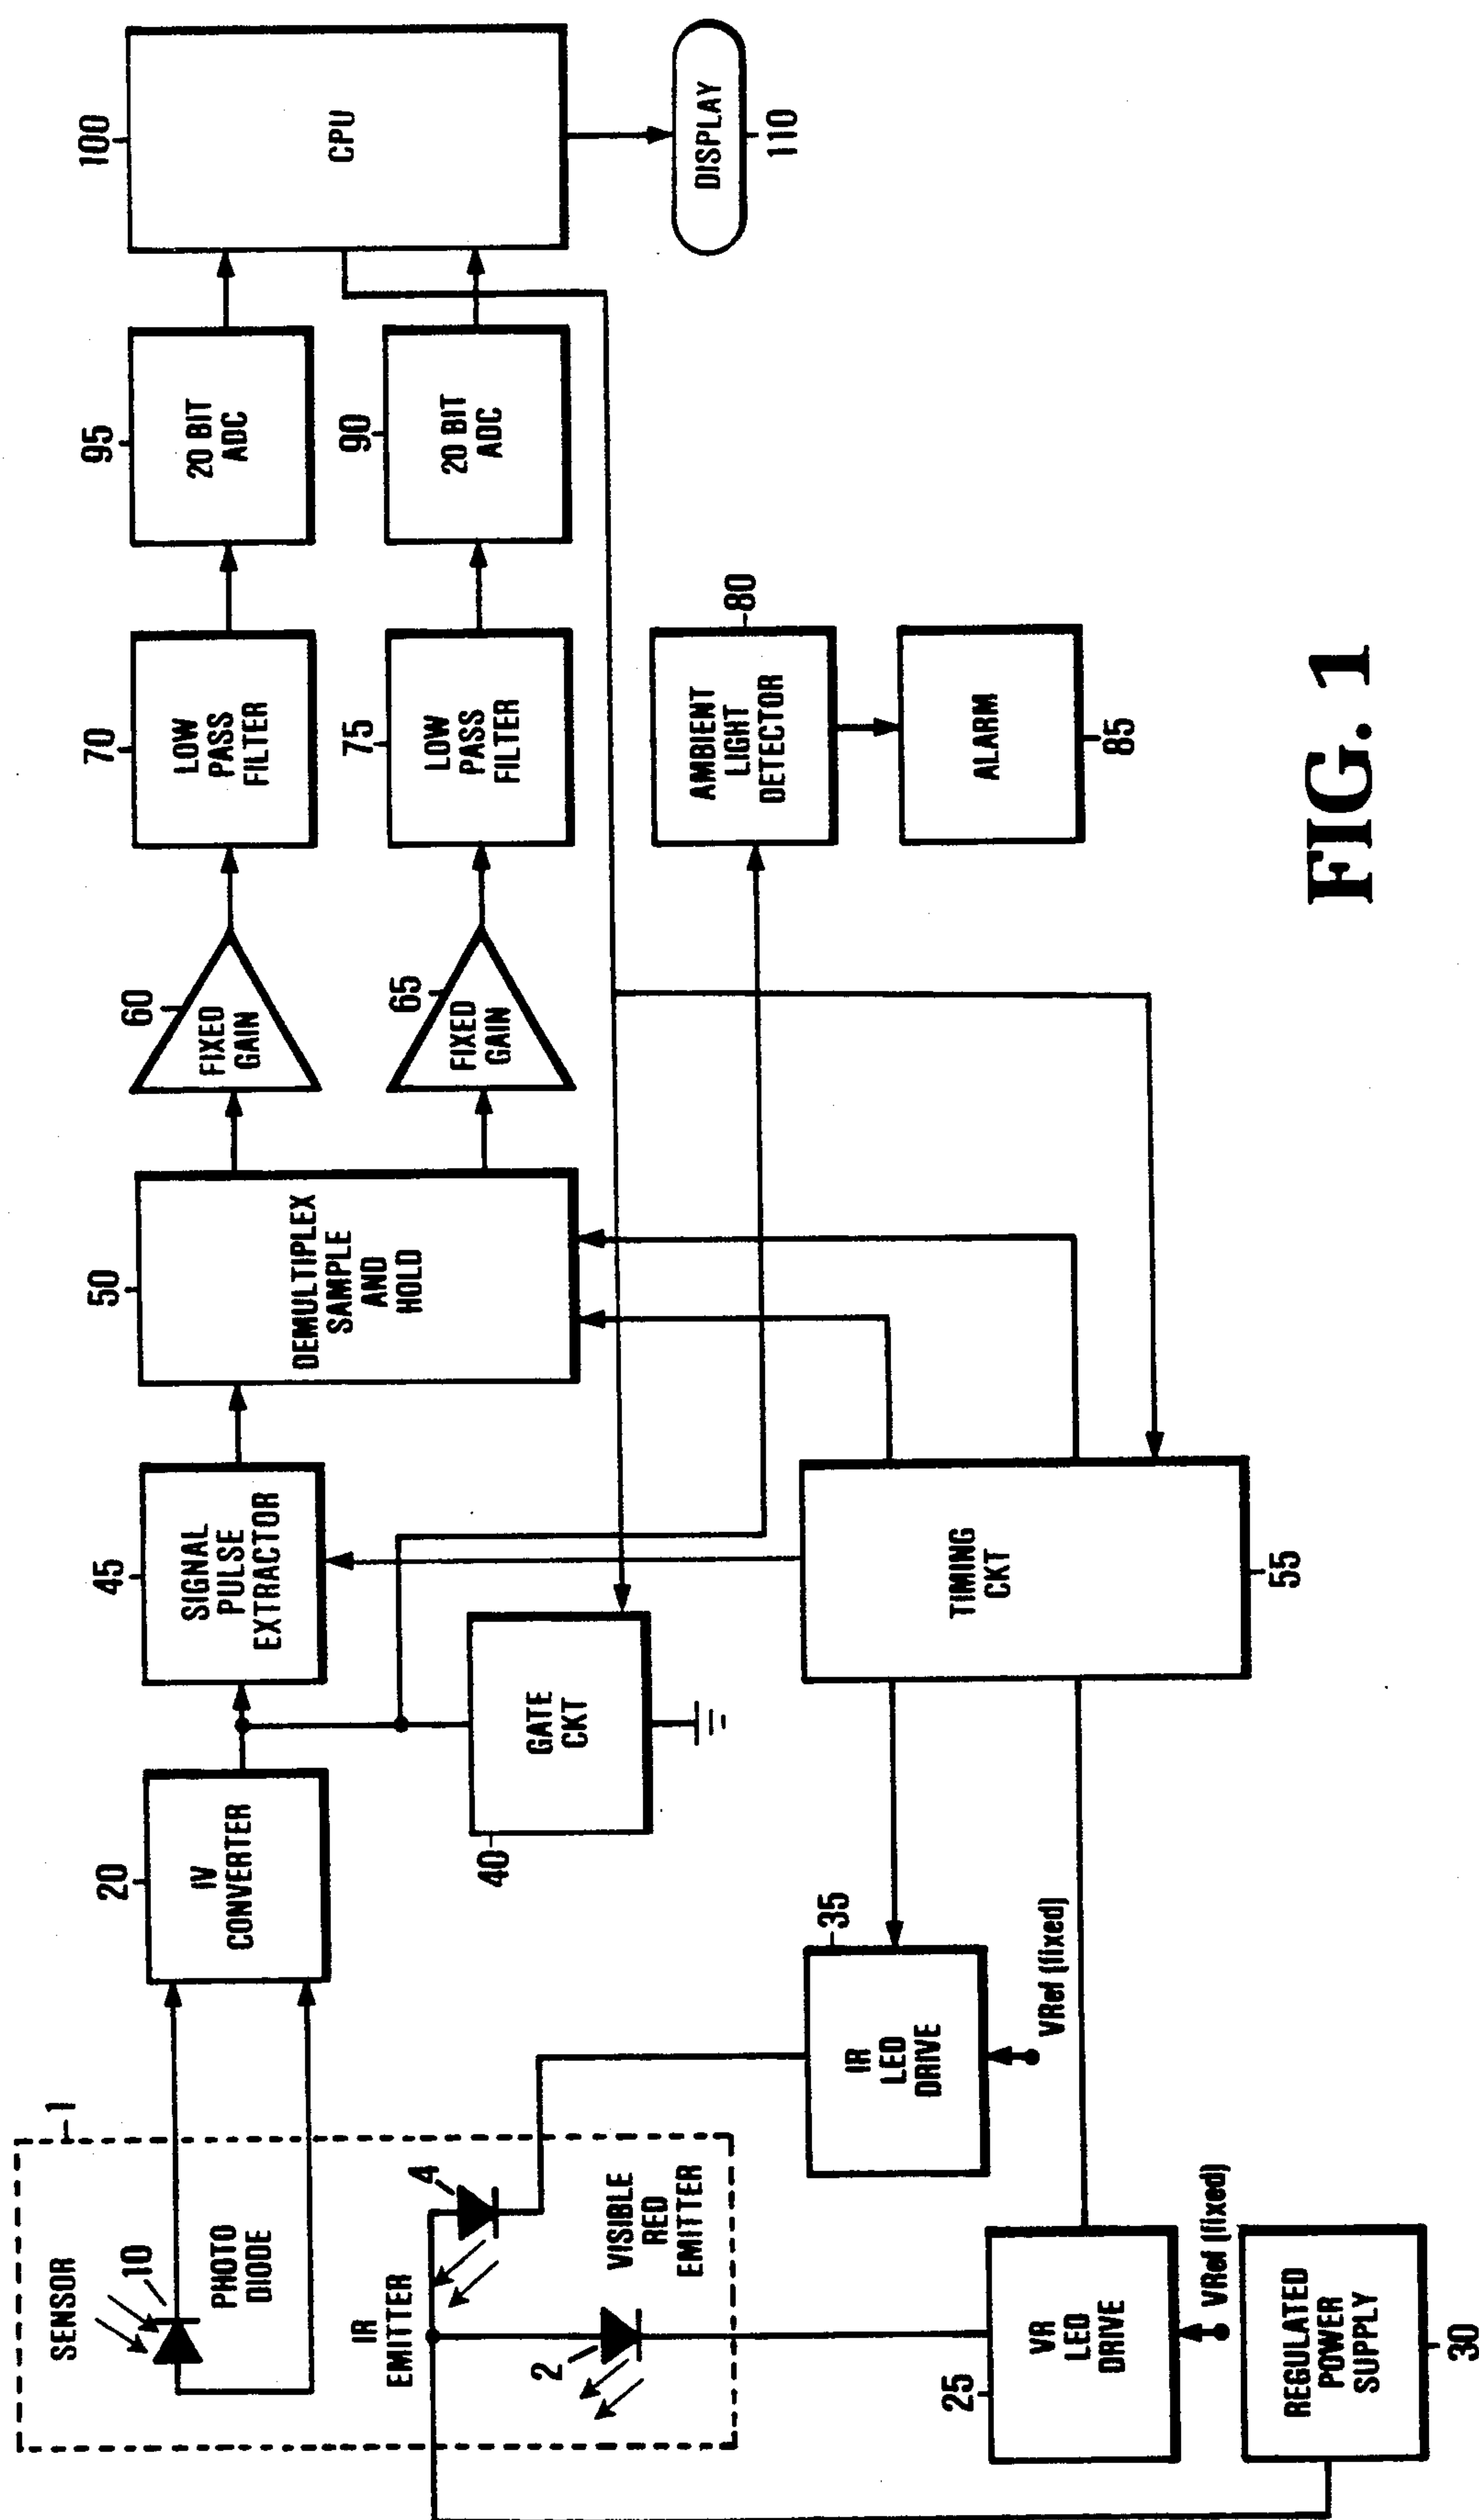 SENSOR
1
10
PHOTO
DIODE
IR
EMITTER
4
2
VISIBLE
RED
EMITTER
20
IV
CONVERTER
45
SIGNAL
PULSE
EXTRACTOR
50
DEMULTIPLEX
SAMPLE
AND
HOLD
60
FIXED
GAIN
65
FIXED
GAIN
70
LOW
PASS
FILTER
75
LOW
PASS
FILTER
95
20 BIT
ADC
90
20 BIT
ADC
100
CPU
DISPLAY
110
40
GATE
CKT
AMBIENT
LIGHT
DETECTOR
80
ALARM
85
TIMING
CKT
55
35
IR
LED
DRIVE
VRef (fixed)
25
VR
LED
DRIVE
VRef (fixed)
REGULATED
POWER
SUPPLY
30
FIG. 1